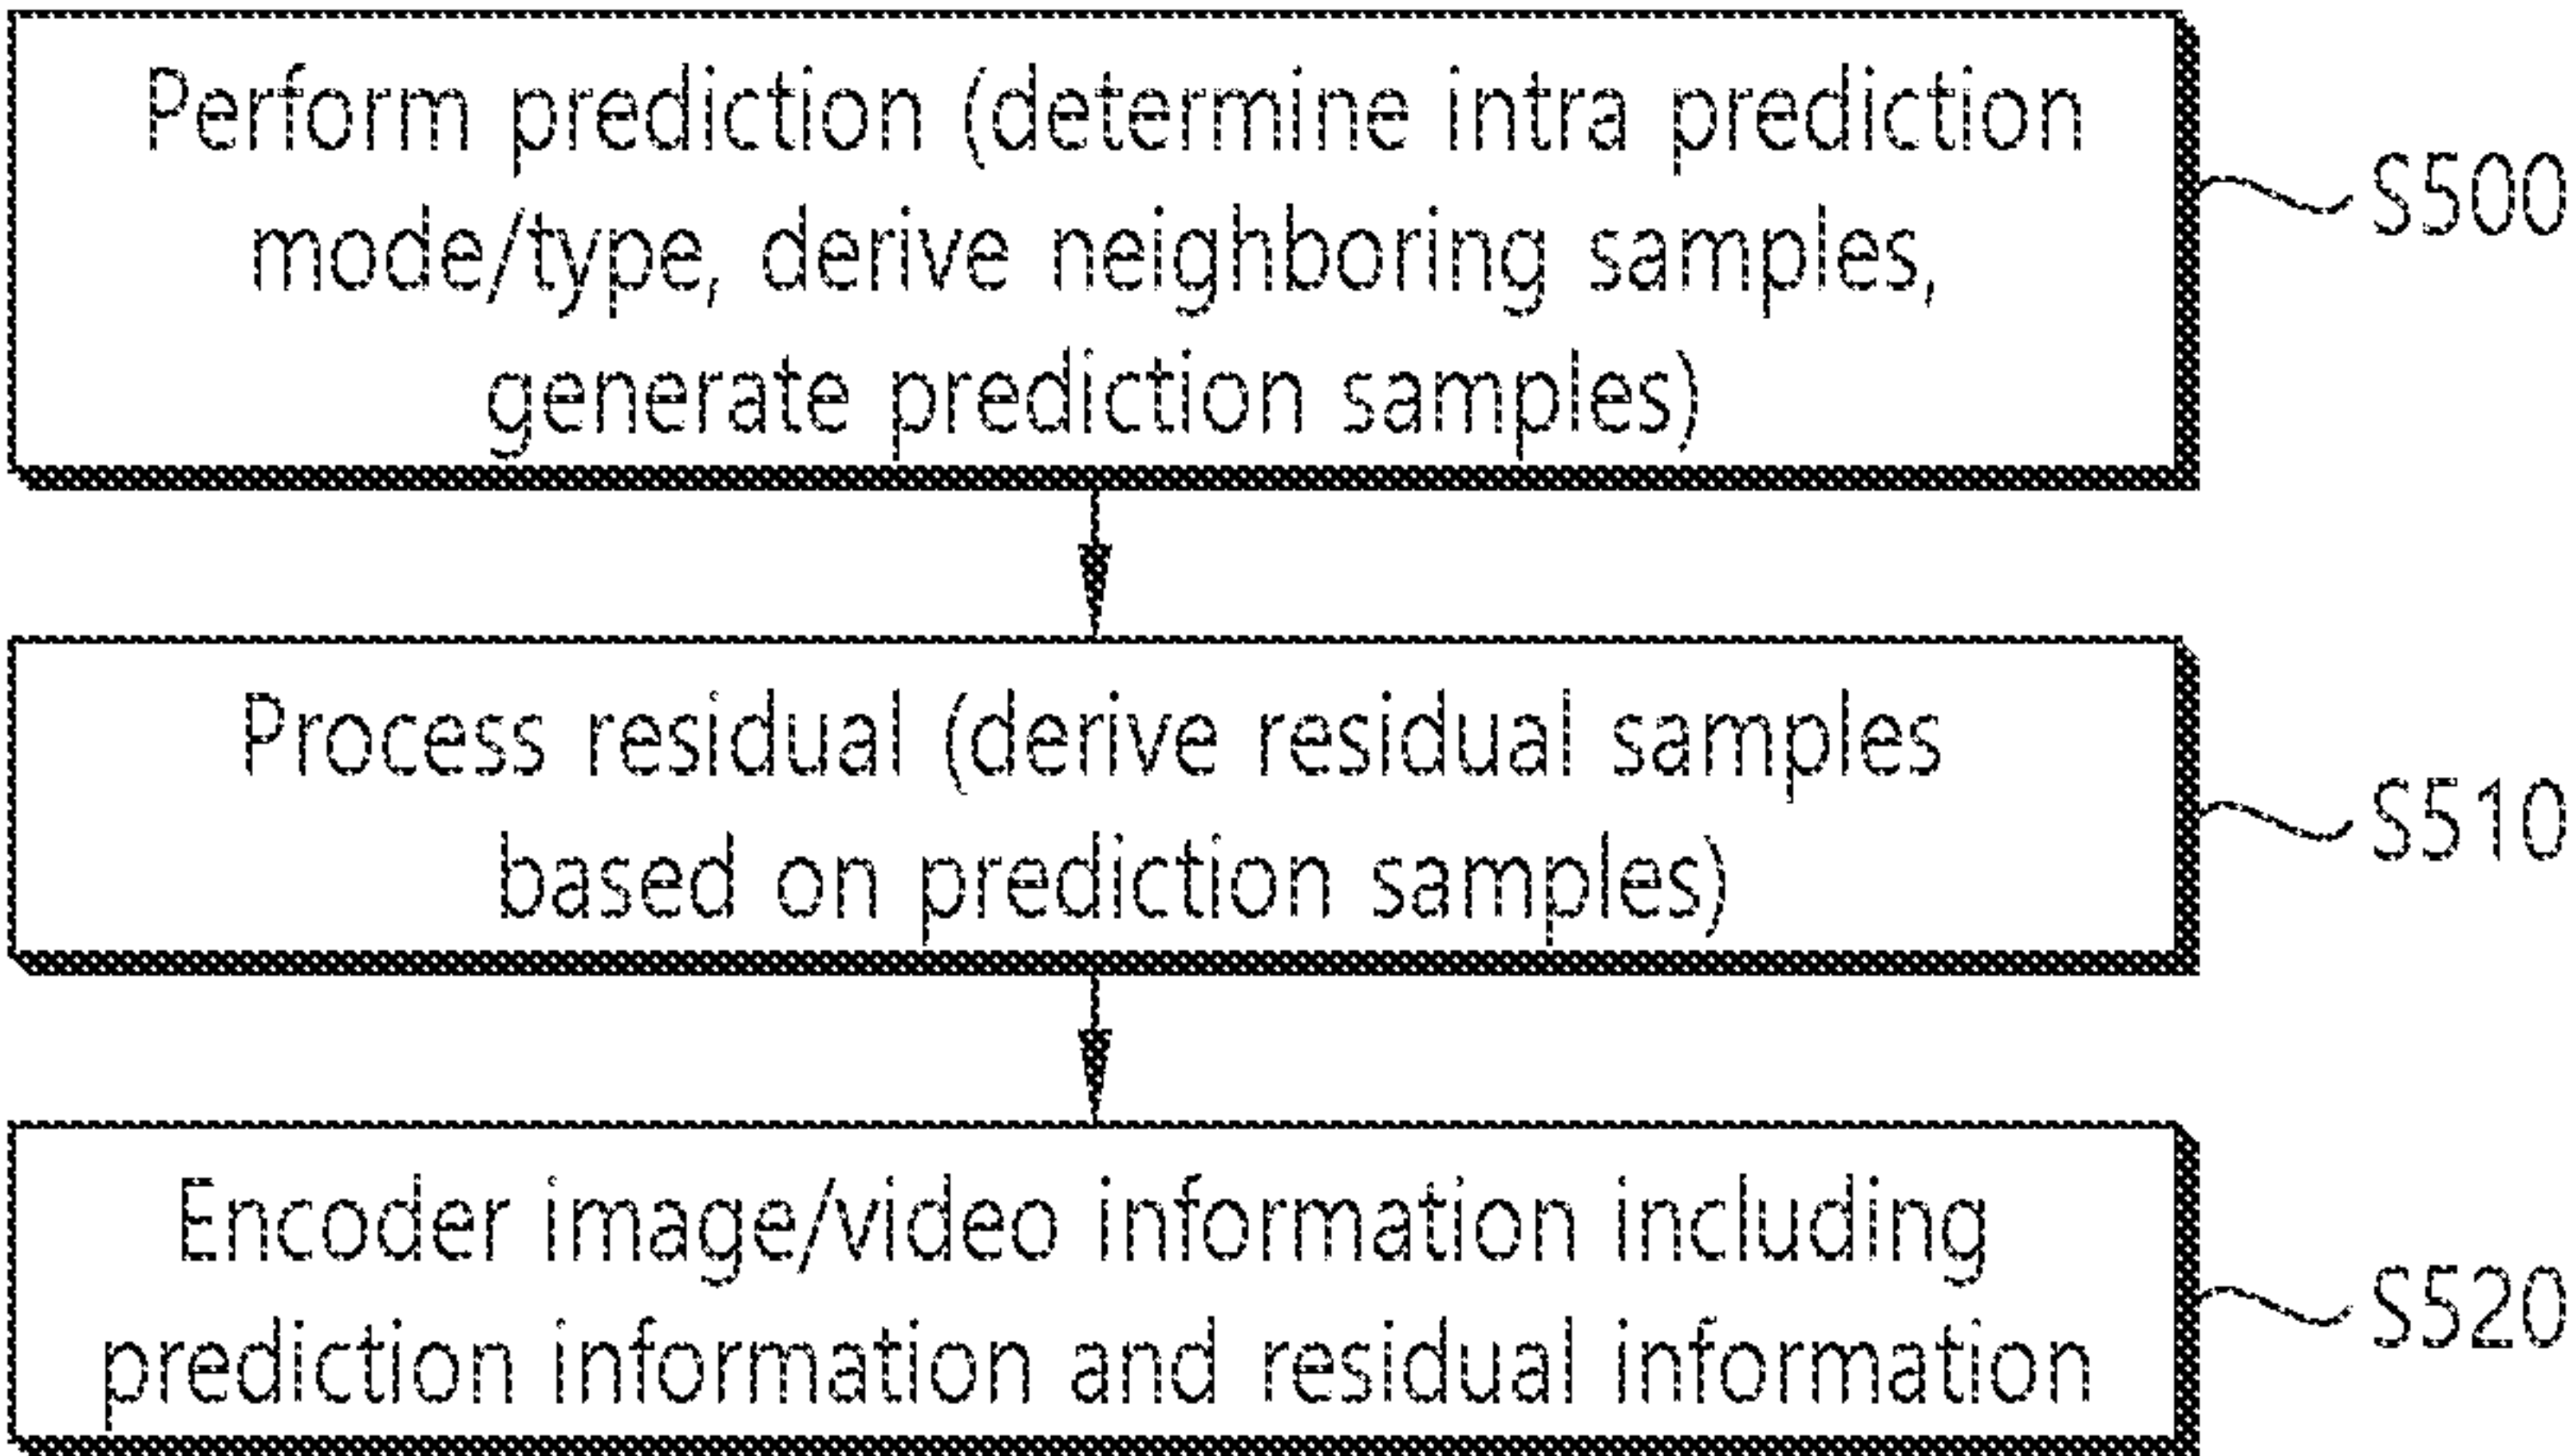 Perform prediction (determine intra prediction
mode/type, derive neighboring samples,
generate prediction samples)
S500
Process residual (derive residual samples
based on prediction samples)
S510
Encoder image/video information including
prediction information and residual information
S520